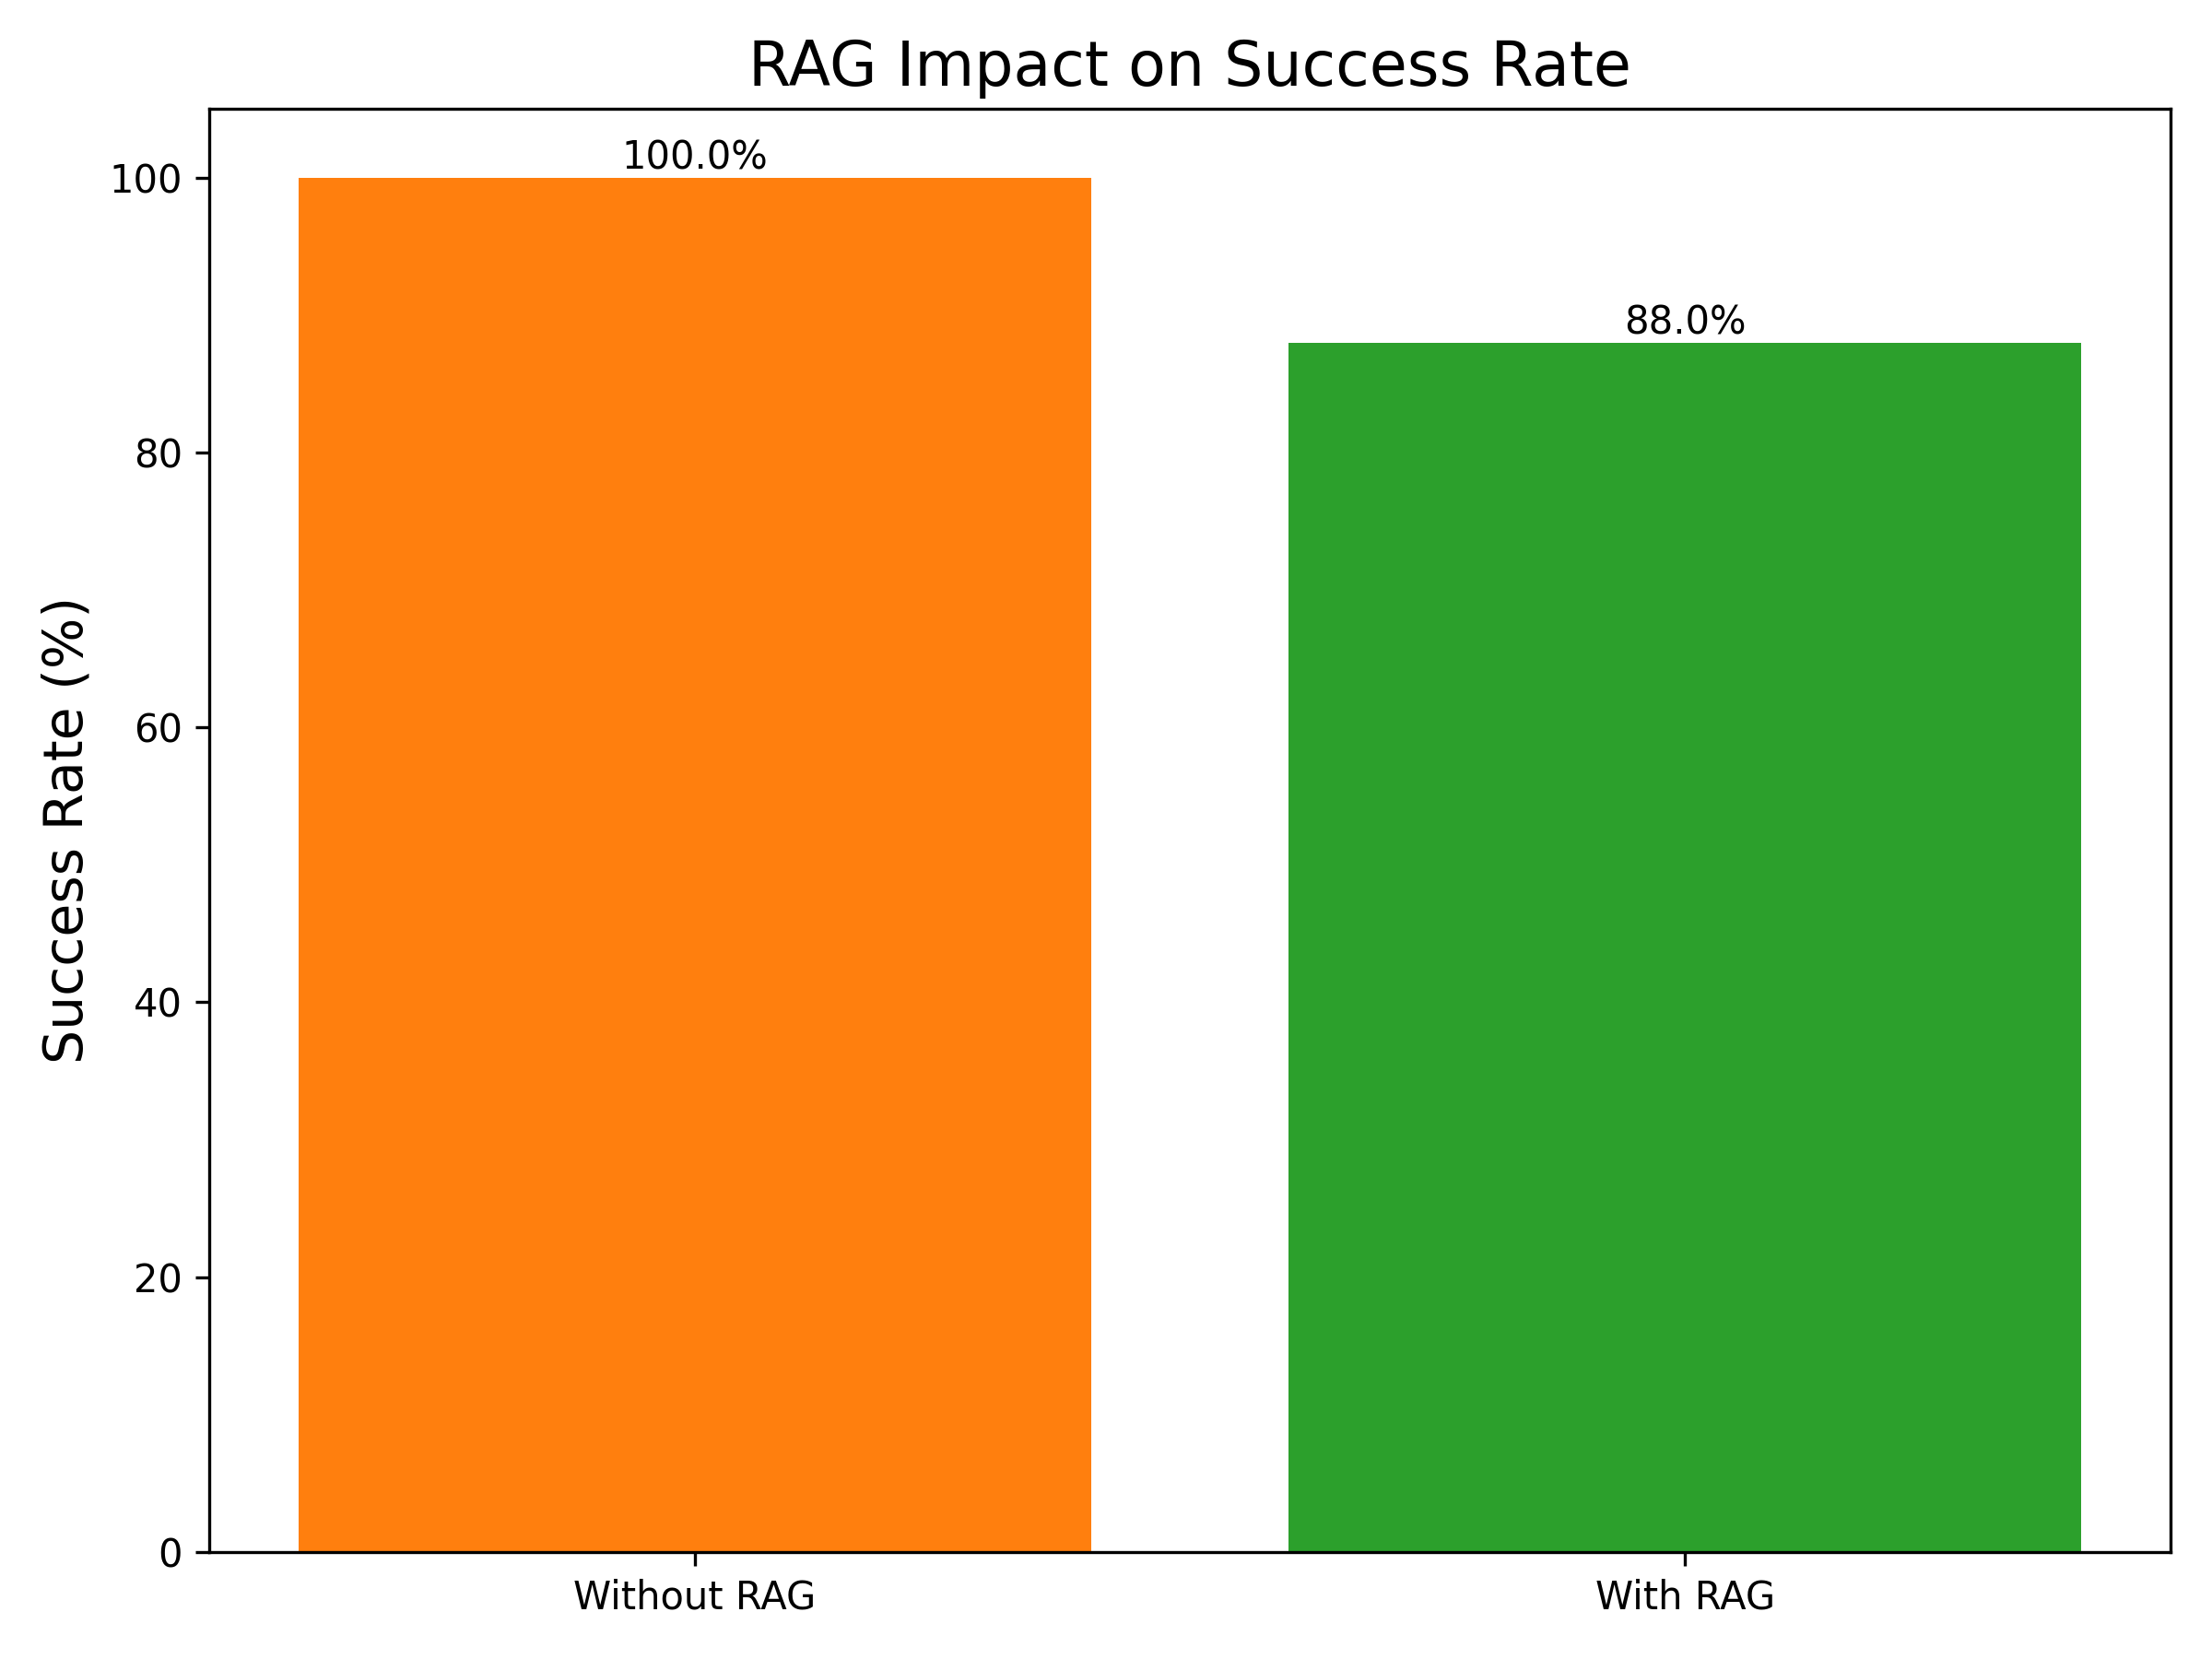 RAG Impact on Success Rate
Success Rate (%)
100
80
60
40
20
0
100.0%
88.0%
Without RAG
With RAG